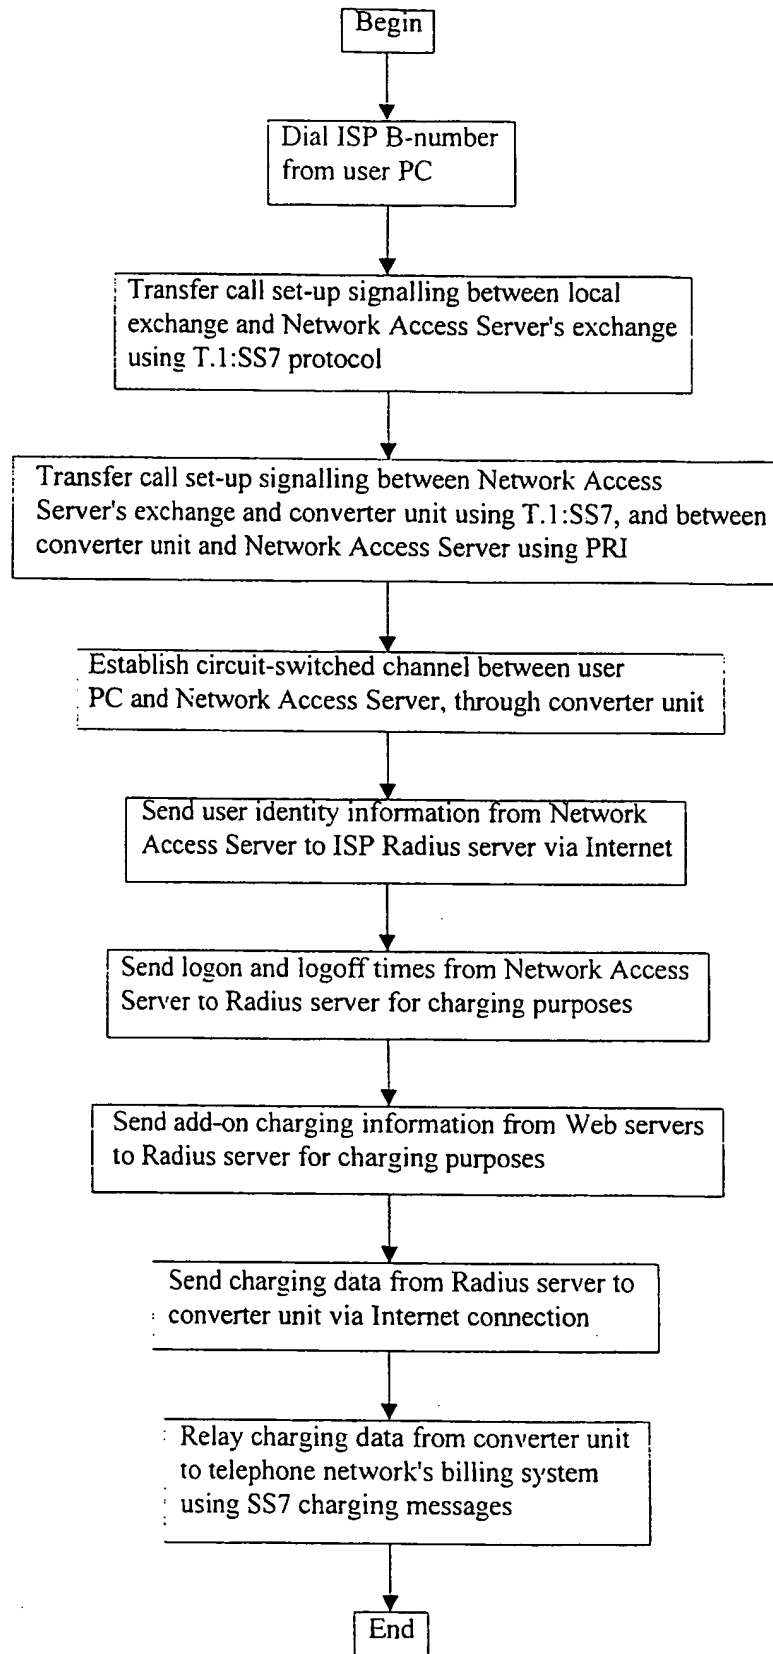 Begin
Dial ISP B-number
from user PC
Transfer call set-up signalling between local
exchange and Network Access Server's exchange
using T.1:SS7 protocol
Transfer call set-up signalling between Network Access
Server's exchange and converter unit using T.1:SS7, and between
converter unit and Network Access Server using PRI
Establish circuit-switched channel between user
PC and Network Access Server, through converter unit
Send user identity information from Network
Access Server to ISP Radius server via Internet
Send logon and logoff times from Network Access
Server to Radius server for charging purposes
Send add-on charging information from Web servers
to Radius server for charging purposes
Send charging data from Radius server to
converter unit via Internet connection
Relay charging data from converter unit
to telephone network's billing system
using SS7 charging messages
End